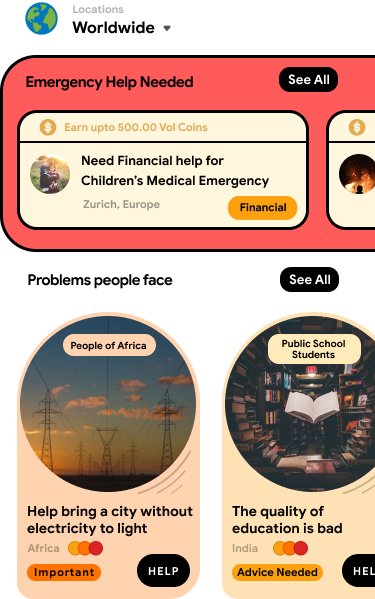 Locations
Worldwide
Emergency Help Needed
See All
Earn upto 500.00 Vol Coins
Need Financial help for
Children's Medical Emergency
Zurich, Europe
Financial
Problems people face
See All
People of Africa
Help bring a city without
electricity to light
Africa
Important
HELP
Public School
Students
The quality of
education is bad
India
Advice Needed
HEL